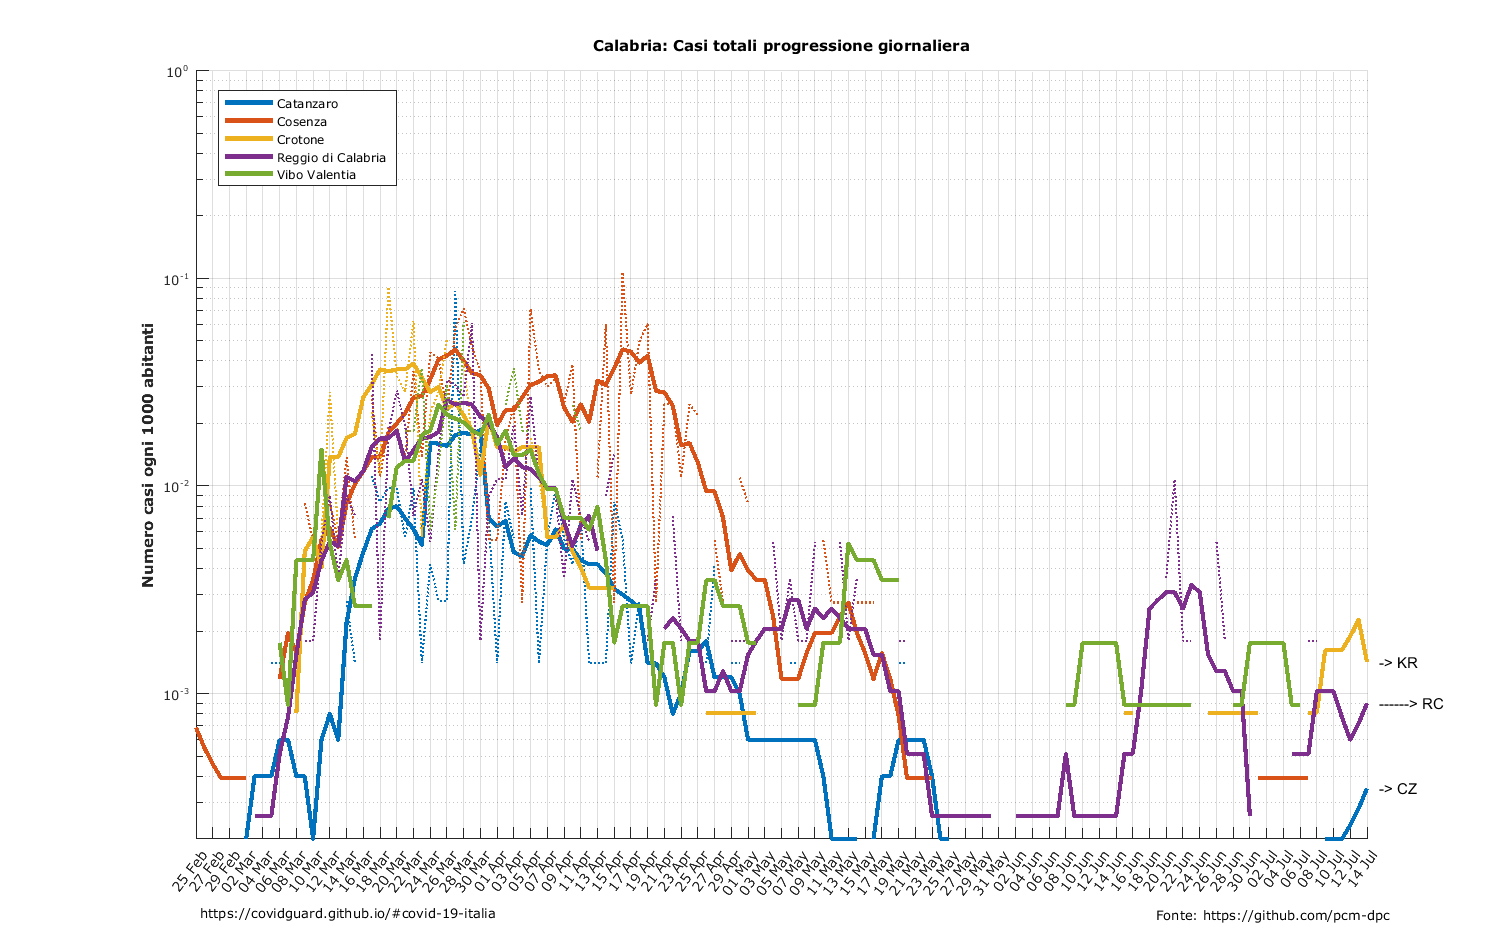 Calabria: Casi totali progressione giornaliera
Numero casi ogni 1000 abitanti
10^0
10^-1
10^-2
10^-3
Catanzaro
Cosenza
Crotone
Reggio di Calabria
Vibo Valentia
-> KR
------> RC
-> CZ
25 Feb
27 Feb
29 Feb
02 Mar
04 Mar
06 Mar
08 Mar
10 Mar
12 Mar
14 Mar
16 Mar
18 Mar
20 Mar
22 Mar
24 Mar
26 Mar
28 Mar
30 Mar
01 Apr
03 Apr
05 Apr
07 Apr
09 Apr
11 Apr
13 Apr
15 Apr
17 Apr
19 Apr
21 Apr
23 Apr
25 Apr
27 Apr
29 Apr
01 May
03 May
05 May
07 May
09 May
11 May
13 May
15 May
17 May
19 May
21 May
23 May
25 May
27 May
29 May
31 May
02 Jun
04 Jun
06 Jun
08 Jun
10 Jun
12 Jun
14 Jun
16 Jun
18 Jun
20 Jun
22 Jun
24 Jun
26 Jun
28 Jun
30 Jun
02 Jul
04 Jul
06 Jul
08 Jul
10 Jul
12 Jul
14 Jul
https://covidguard.github.io/#covid-19-italia
Fonte: https://github.com/pcm-dpc